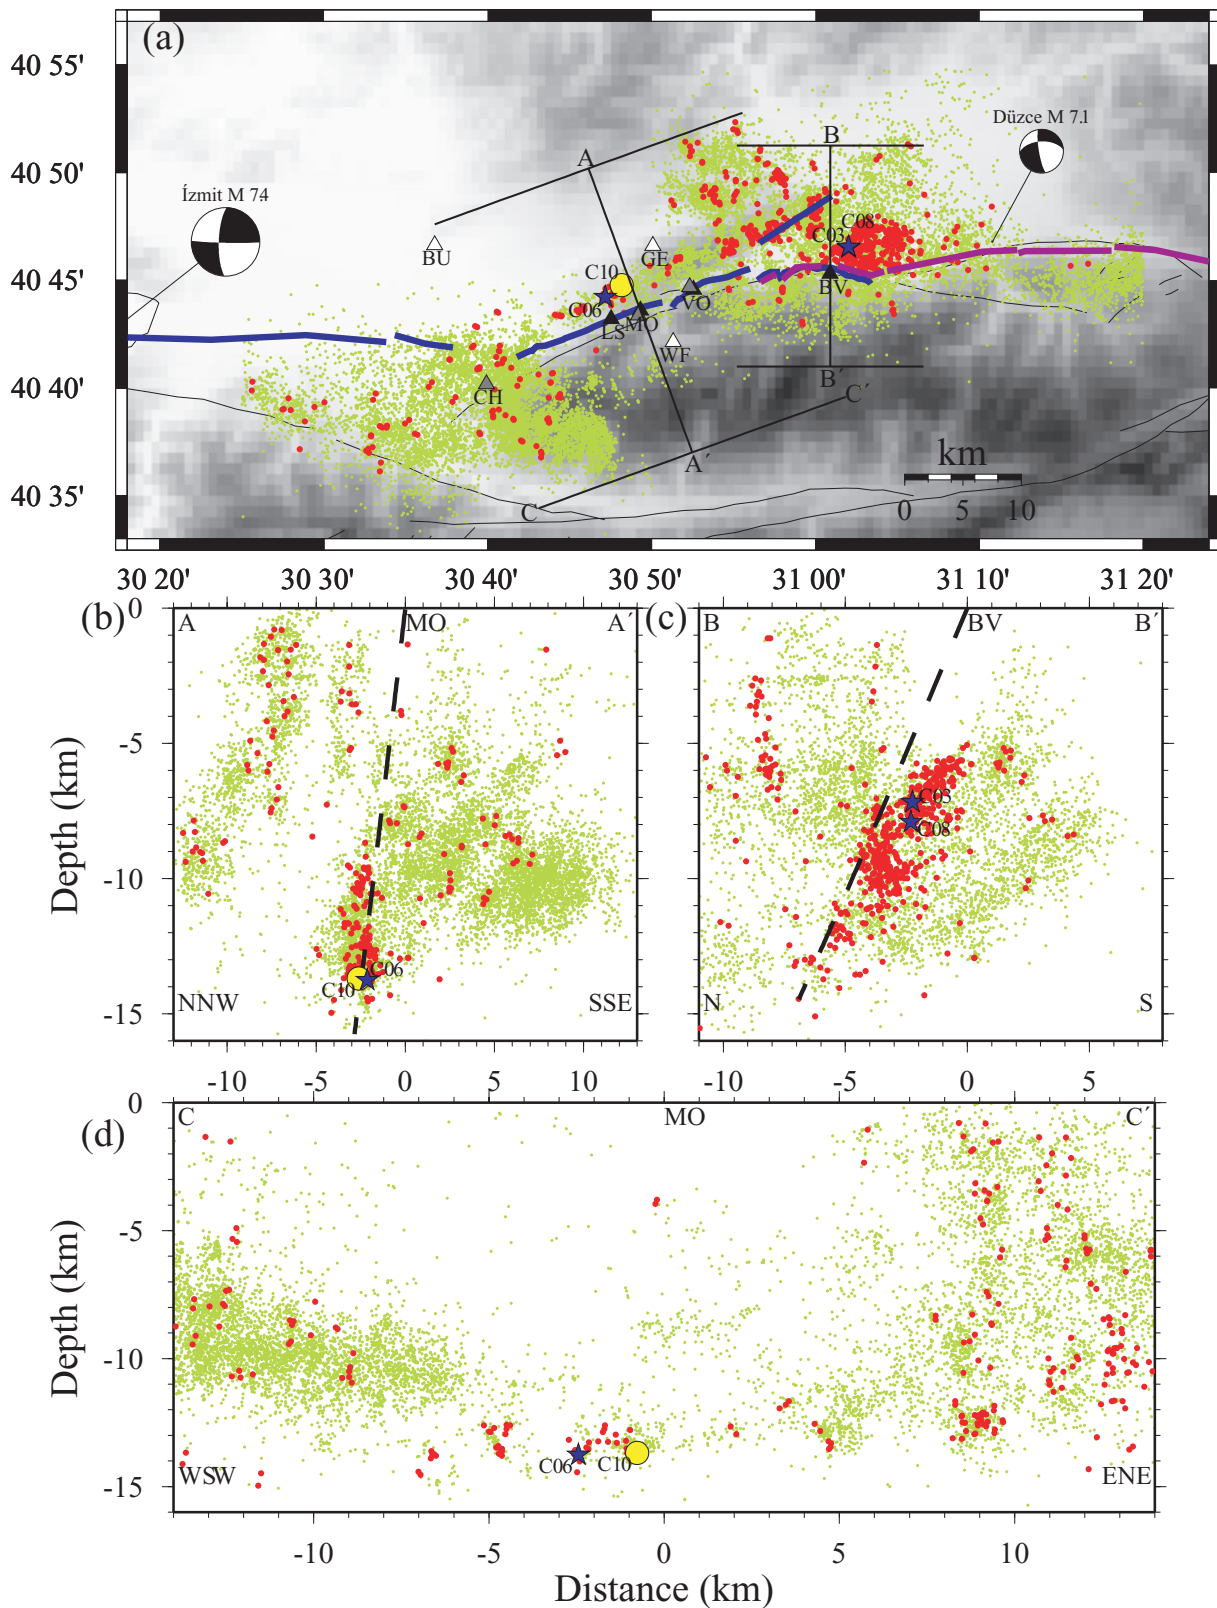 (a)
40 55'
40 50'
40 45'
40 40'
40 35'
Düzce M 7.1
Ízmit M 74
A
B
C08
C03
BU
GE
C10
C06
VO
BV
LS
MO
WF
CH
B´
C´
A´
C
km
0 5 10
30 20' 30 30' 30 40' 30 50' 31 00' 31 10' 31 20'
(b)
A MO A´
(c)
B BV B´
0
-5
-10
-15
Depth (km)
C06
C10
NNW SSE
C03
C08
N S
-10 -5 0 5 10
-10 -5 0 5
(d)
C MO C´
0
-5
-10
-15
Depth (km)
C06 C10
WSW ENE
-10 -5 0 5 10
Distance (km)